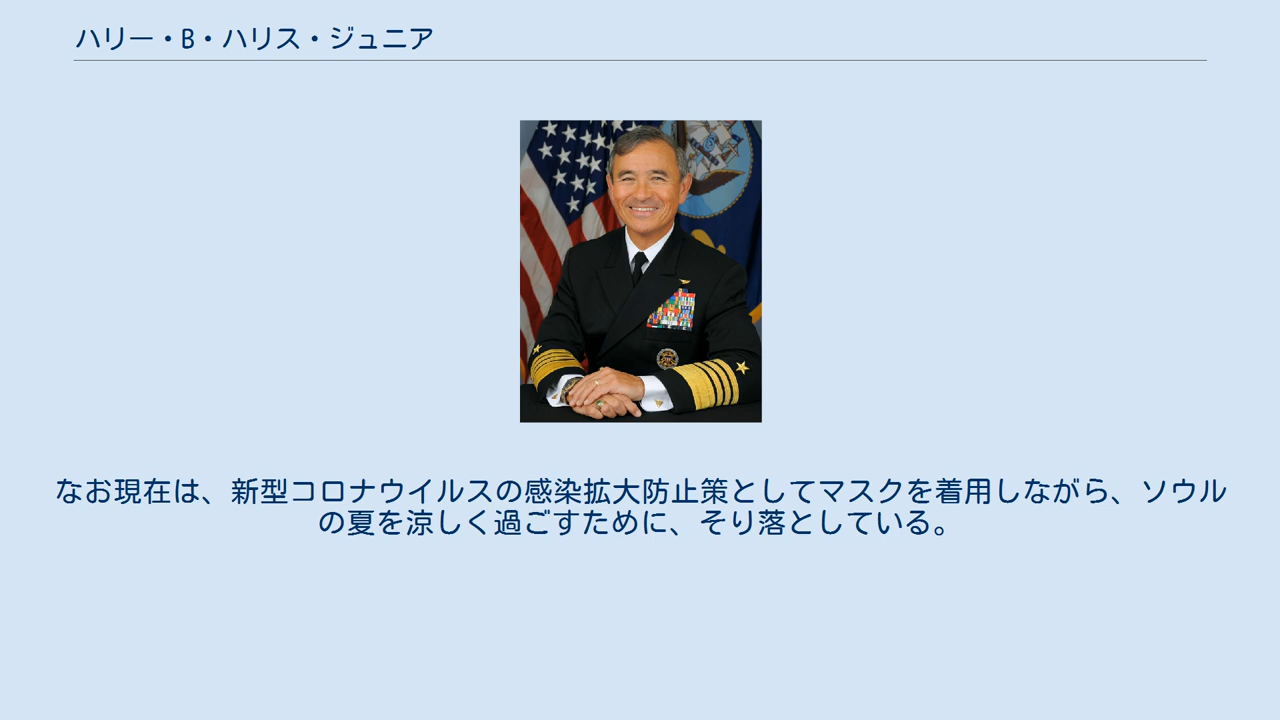 ハリー・B・ハリス・ジュニア
なお現在は、新型コロナウイルスの感染拡大防止策としてマスクを着用しながら、ソウル
の夏を涼しく過ごすために、そり落としている。